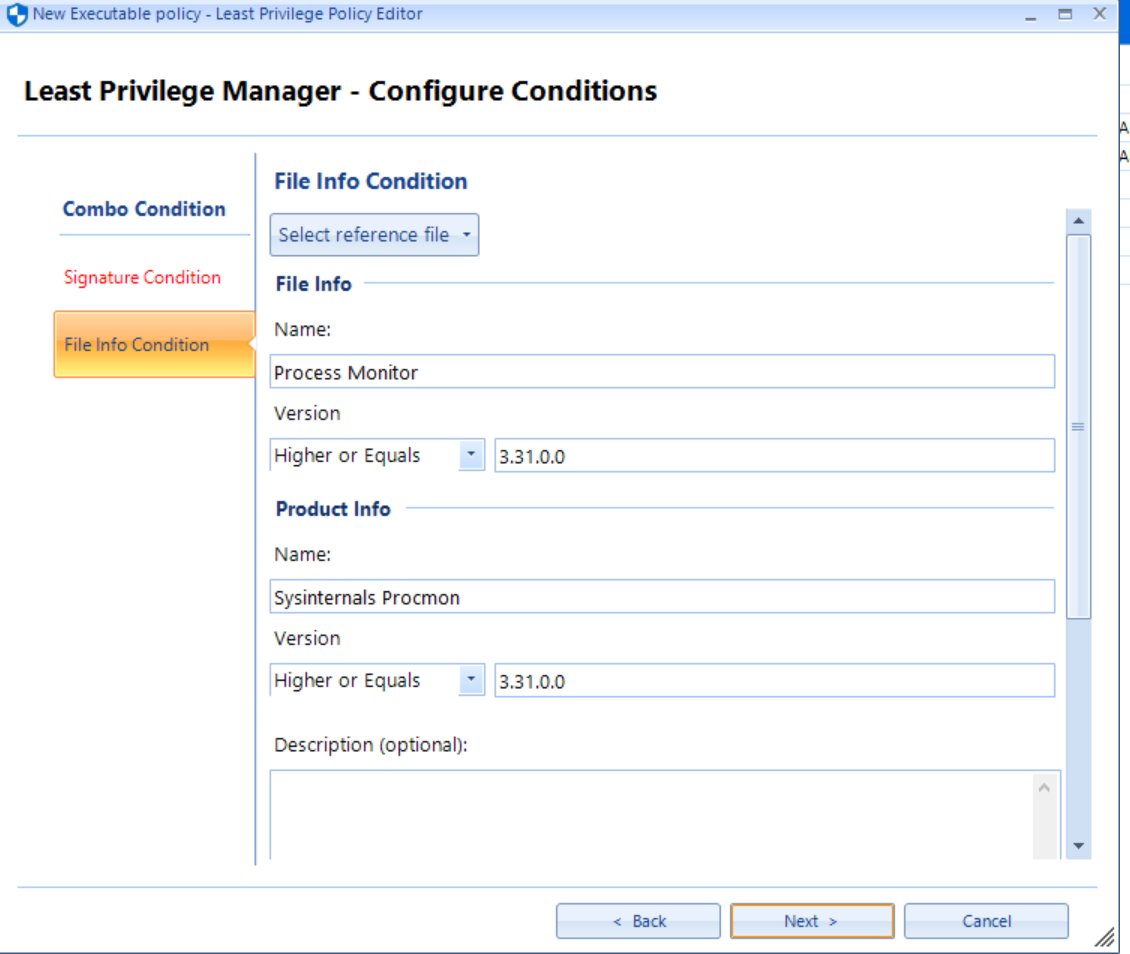 New Executable policy - Least Privilege Policy Editor
Least Privilege Manager - Configure Conditions
Combo Condition
Signature Condition
File Info Condition
File Info Condition
Select reference file
File Info
Name:
Process Monitor
Version
Higher or Equals 3.31.0.0
Product Info
Name:
Sysinternals Procmon
Version
Higher or Equals 3.31.0.0
Description (optional):
< Back Next > Cancel
A
A